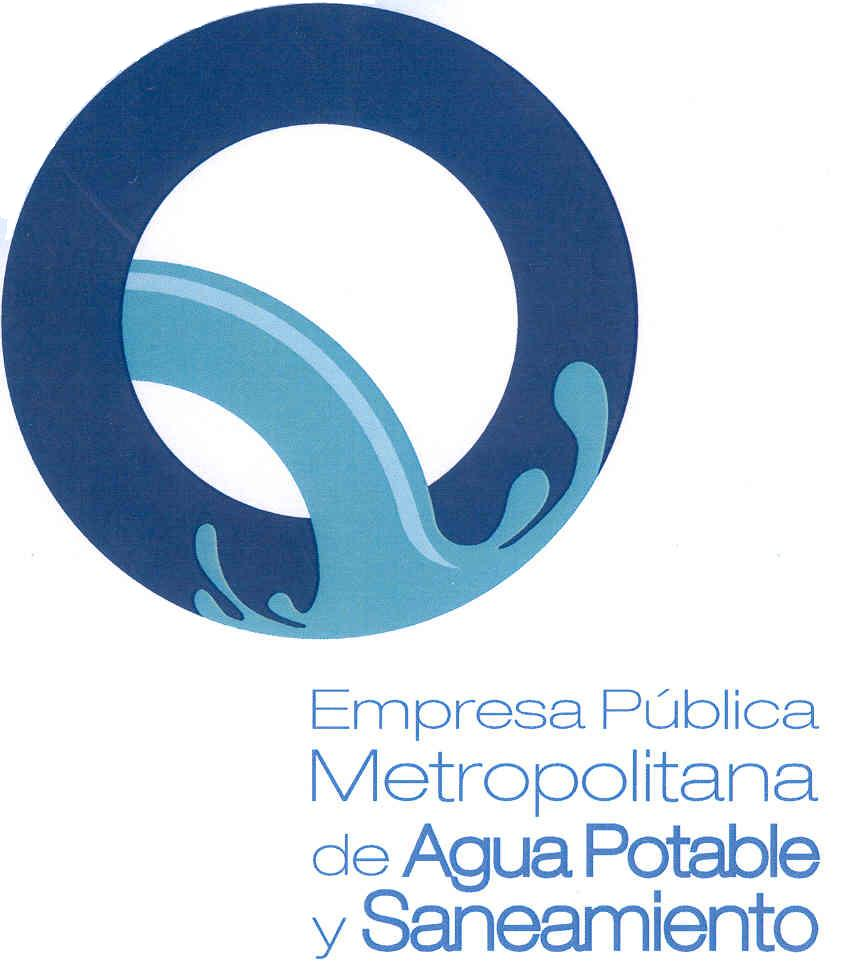 Empresa Pública
Metropolitana
de Agua Potable
y Saneamiento